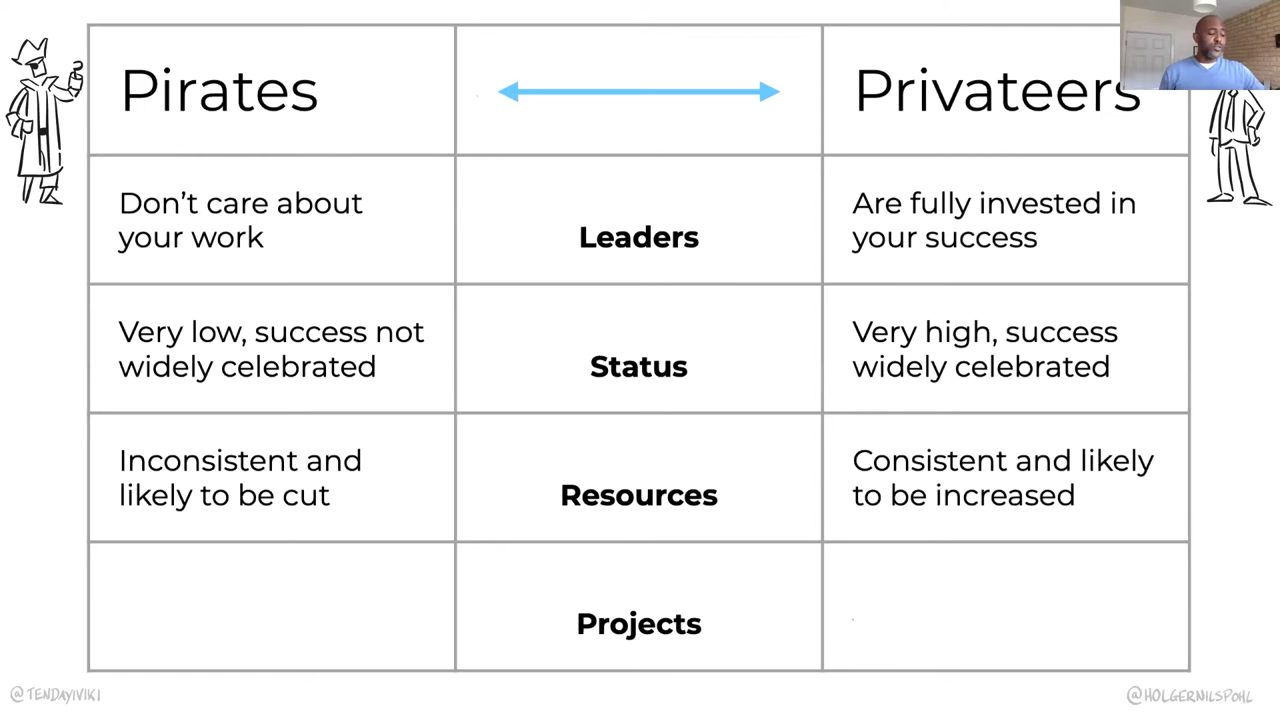 Pirates
Privateers
Don't care about
your work
Leaders
Are fully invested in
your success
Very low, success not
widely celebrated
Status
Very high, success
widely celebrated
Inconsistent and
likely to be cut
Resources
Consistent and likely
to be increased
Projects
@TENDAYIVIKI
@HOLGERNILSPOHL